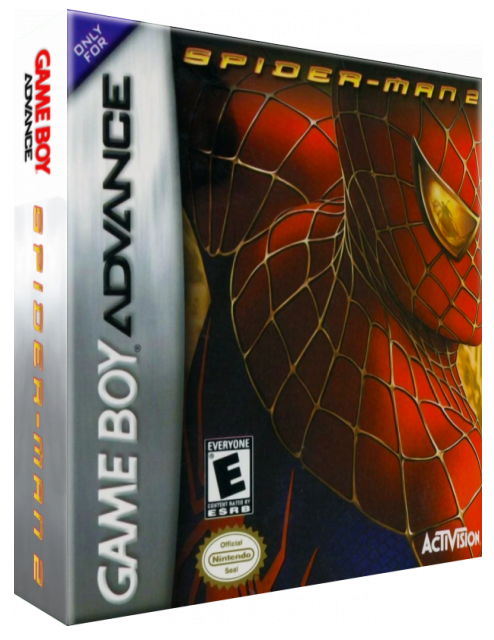 GAME BOY
ADVANCE
SPIDER-MAN 2
ONLY
FOR
GAME BOY ADVANCE
SPIDER-MAN 2
EVERYONE
E
CONTENT RATED BY
ESRB
Official
Nintendo
Seal
ACTIVISION